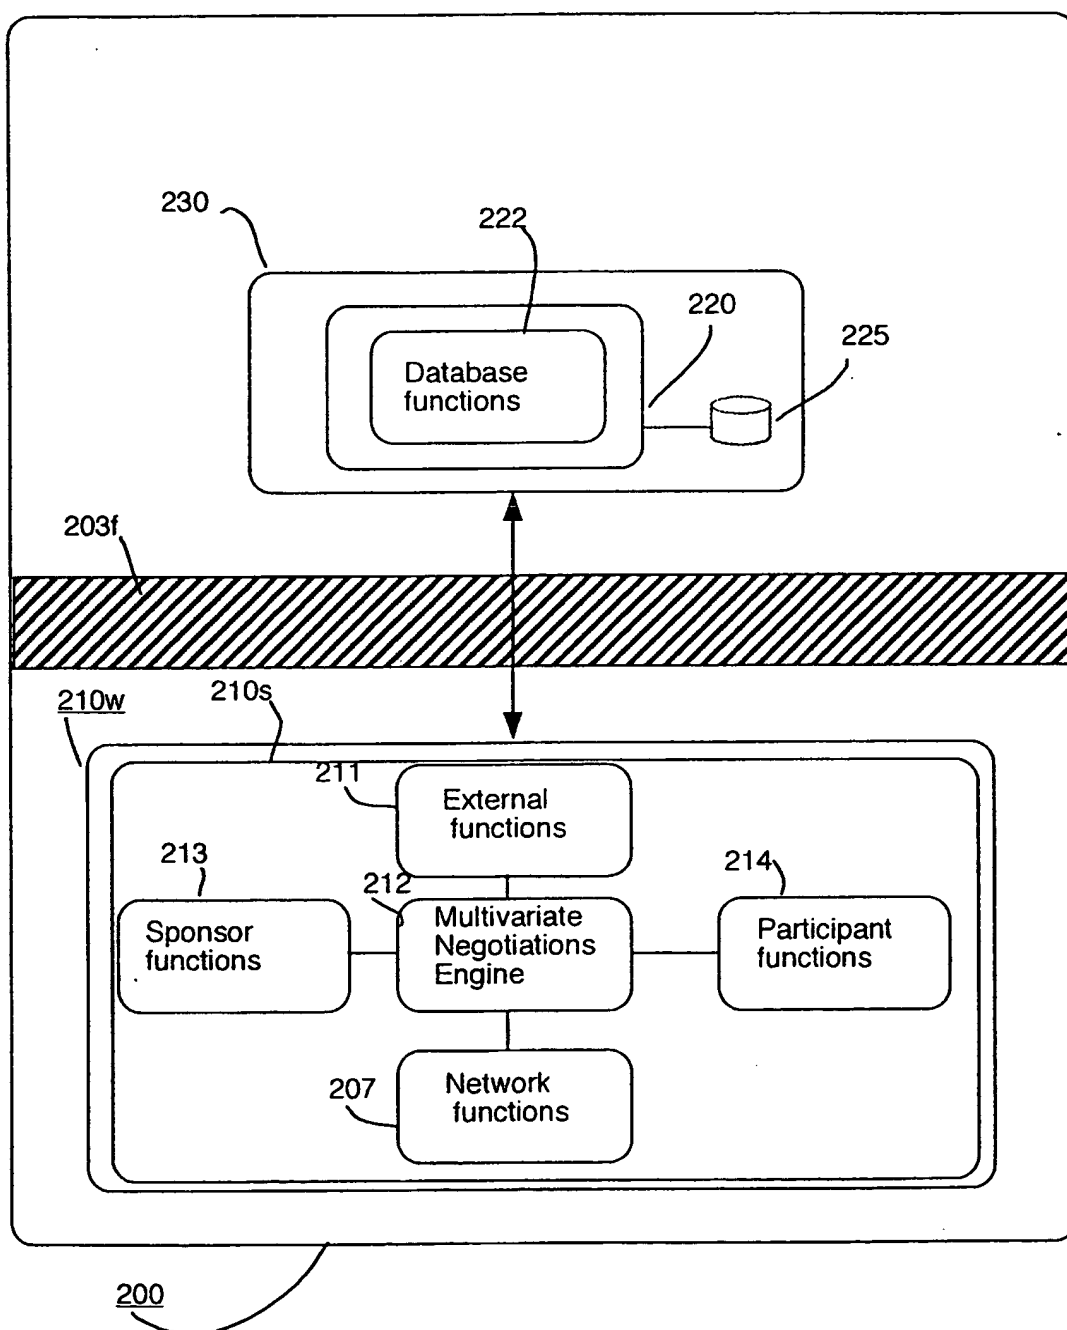 230
222
220
225
Database
functions
203f
210w
210s
211
External
functions
213
212
214
Sponsor
functions
Multivariate
Negotiations
Engine
Participant
functions
207
Network
functions
200